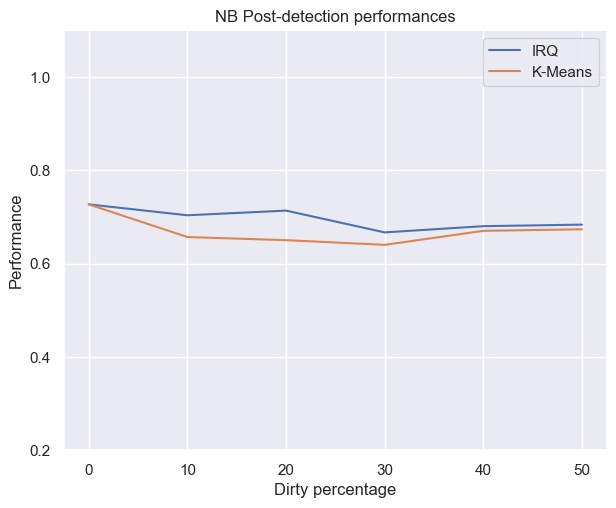 NB Post-detection performances
IRQ
K-Means
1.0
0.8
0.6
0.4
0.2
Performance
0 10 20 30 40 50
Dirty percentage